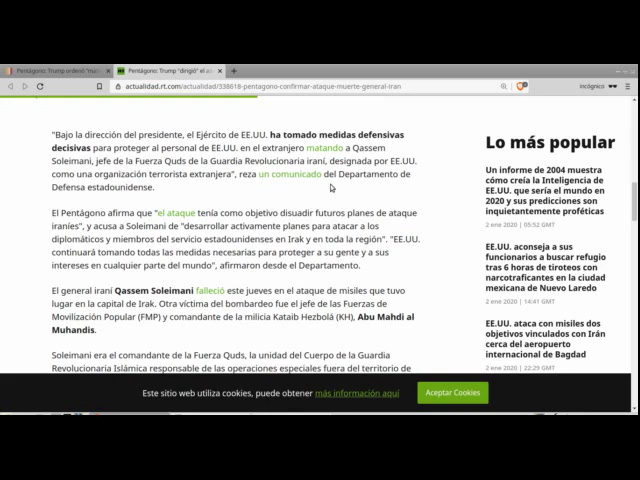 Pentágono: Trump ordenó "ma
Pentágono: Trump "dirigió" el a
actualidad.rt.com/actualidad/338618-pentagono-confirmar-ataque-muerte-general-iran
Incógnito
"Bajo la dirección del presidente, el Ejército de EE.UU. ha tomado medidas defensivas
decisivas para proteger al personal de EE.UU. en el extranjero matando a Qassem
Soleimani, jefe de la Fuerza Quds de la Guardia Revolucionaria iraní, designada por EE.UU.
como una organización terrorista extranjera", reza un comunicado del Departamento de
Defensa estadounidense.
El Pentágono afirma que "el ataque tenía como objetivo disuadir futuros planes de ataque
iraníes", y acusa a Soleimani de "desarrollar activamente planes para atacar a los
diplomáticos y miembros del servicio estadounidenses en Irak y en toda la región". "EE.UU.
continuará tomando todas las medidas necesarias para proteger a su gente y a sus
intereses en cualquier parte del mundo", afirmaron desde el Departamento.
El general iraní Qassem Soleimani falleció este jueves en el ataque de misiles que tuvo
lugar en la capital de Irak. Otra víctima del bombardeo fue el jefe de las Fuerzas de
Movilización Popular (FMP) y comandante de la milicia Kataib Hezbolá (KH), Abu Mahdi al
Muhandis.
Soleimani era el comandante de la Fuerza Quds, la unidad del Cuerpo de la Guardia
Revolucionaria Islámica responsable de las operaciones especiales fuera del territorio de
Lo más popular
Un informe de 2004 muestra
cómo creía la Inteligencia de
EE.UU. que sería el mundo en
2020 y sus predicciones son
inquietantemente proféticas
2 ene 2020 | 05:52 GMT
EE.UU. aconseja a sus
funcionarios a buscar refugio
tras 6 horas de tiroteos con
narcotraficantes en la ciudad
mexicana de Nuevo Laredo
2 ene 2020 | 14:41 GMT
EE.UU. ataca con misiles dos
objetivos vinculados con Irán
cerca del aeropuerto
internacional de Bagdad
2 ene 2020 | 22:29 GMT
Este sitio web utiliza cookies, puede obtener más información aquí
Aceptar Cookies